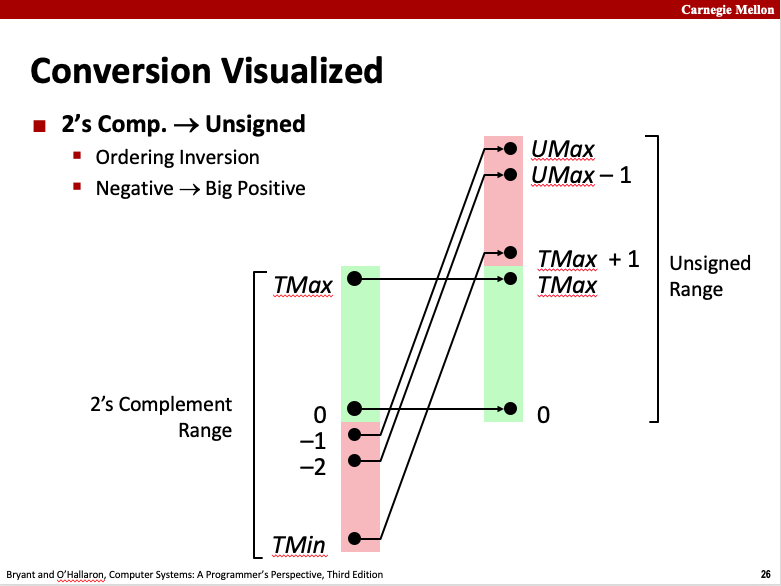 Carnegie Mellon
Conversion Visualized
2’s Comp. → Unsigned
Ordering Inversion
Negative → Big Positive
UMax
UMax – 1
TMax + 1
TMax
Unsigned
Range
TMax
2’s Complement
Range
0
0
–1
–2
TMin
Bryant and O’Hallaron, Computer Systems: A Programmer’s Perspective, Third Edition
26